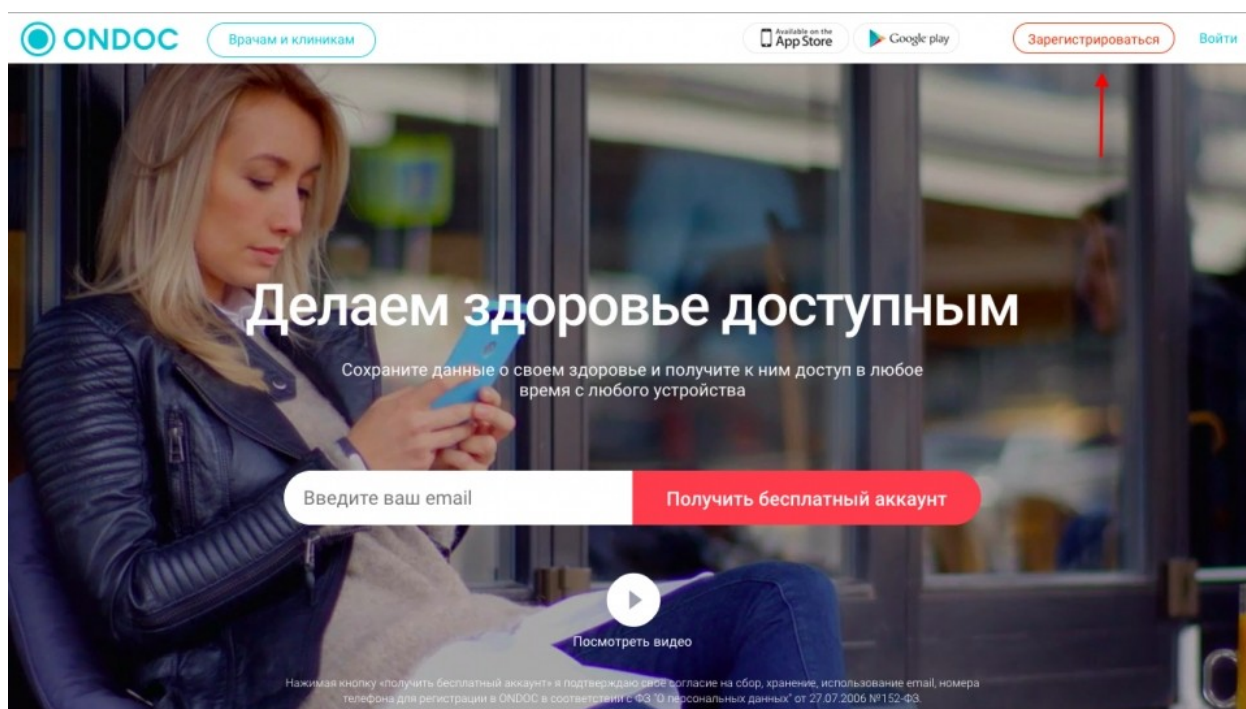 ONDOC
Врачам и клиникам
Available on the
App Store
Google play
Зарегистрироваться
Войти
Делаем здоровье доступным
Сохраните данные о своем здоровье и получите к ним доступ в любое
время с любого устройства
Введите ваш email
Получить бесплатный аккаунт
Посмотреть видео
Нажимая кнопку «получить бесплатный аккаунт» я подтверждаю свое согласие на сбор, хранение, использование email, номера
телефона для регистрации в ONDOC в соответствии с ФЗ "О персональных данных" от 27.07.2006 №152-ФЗ.